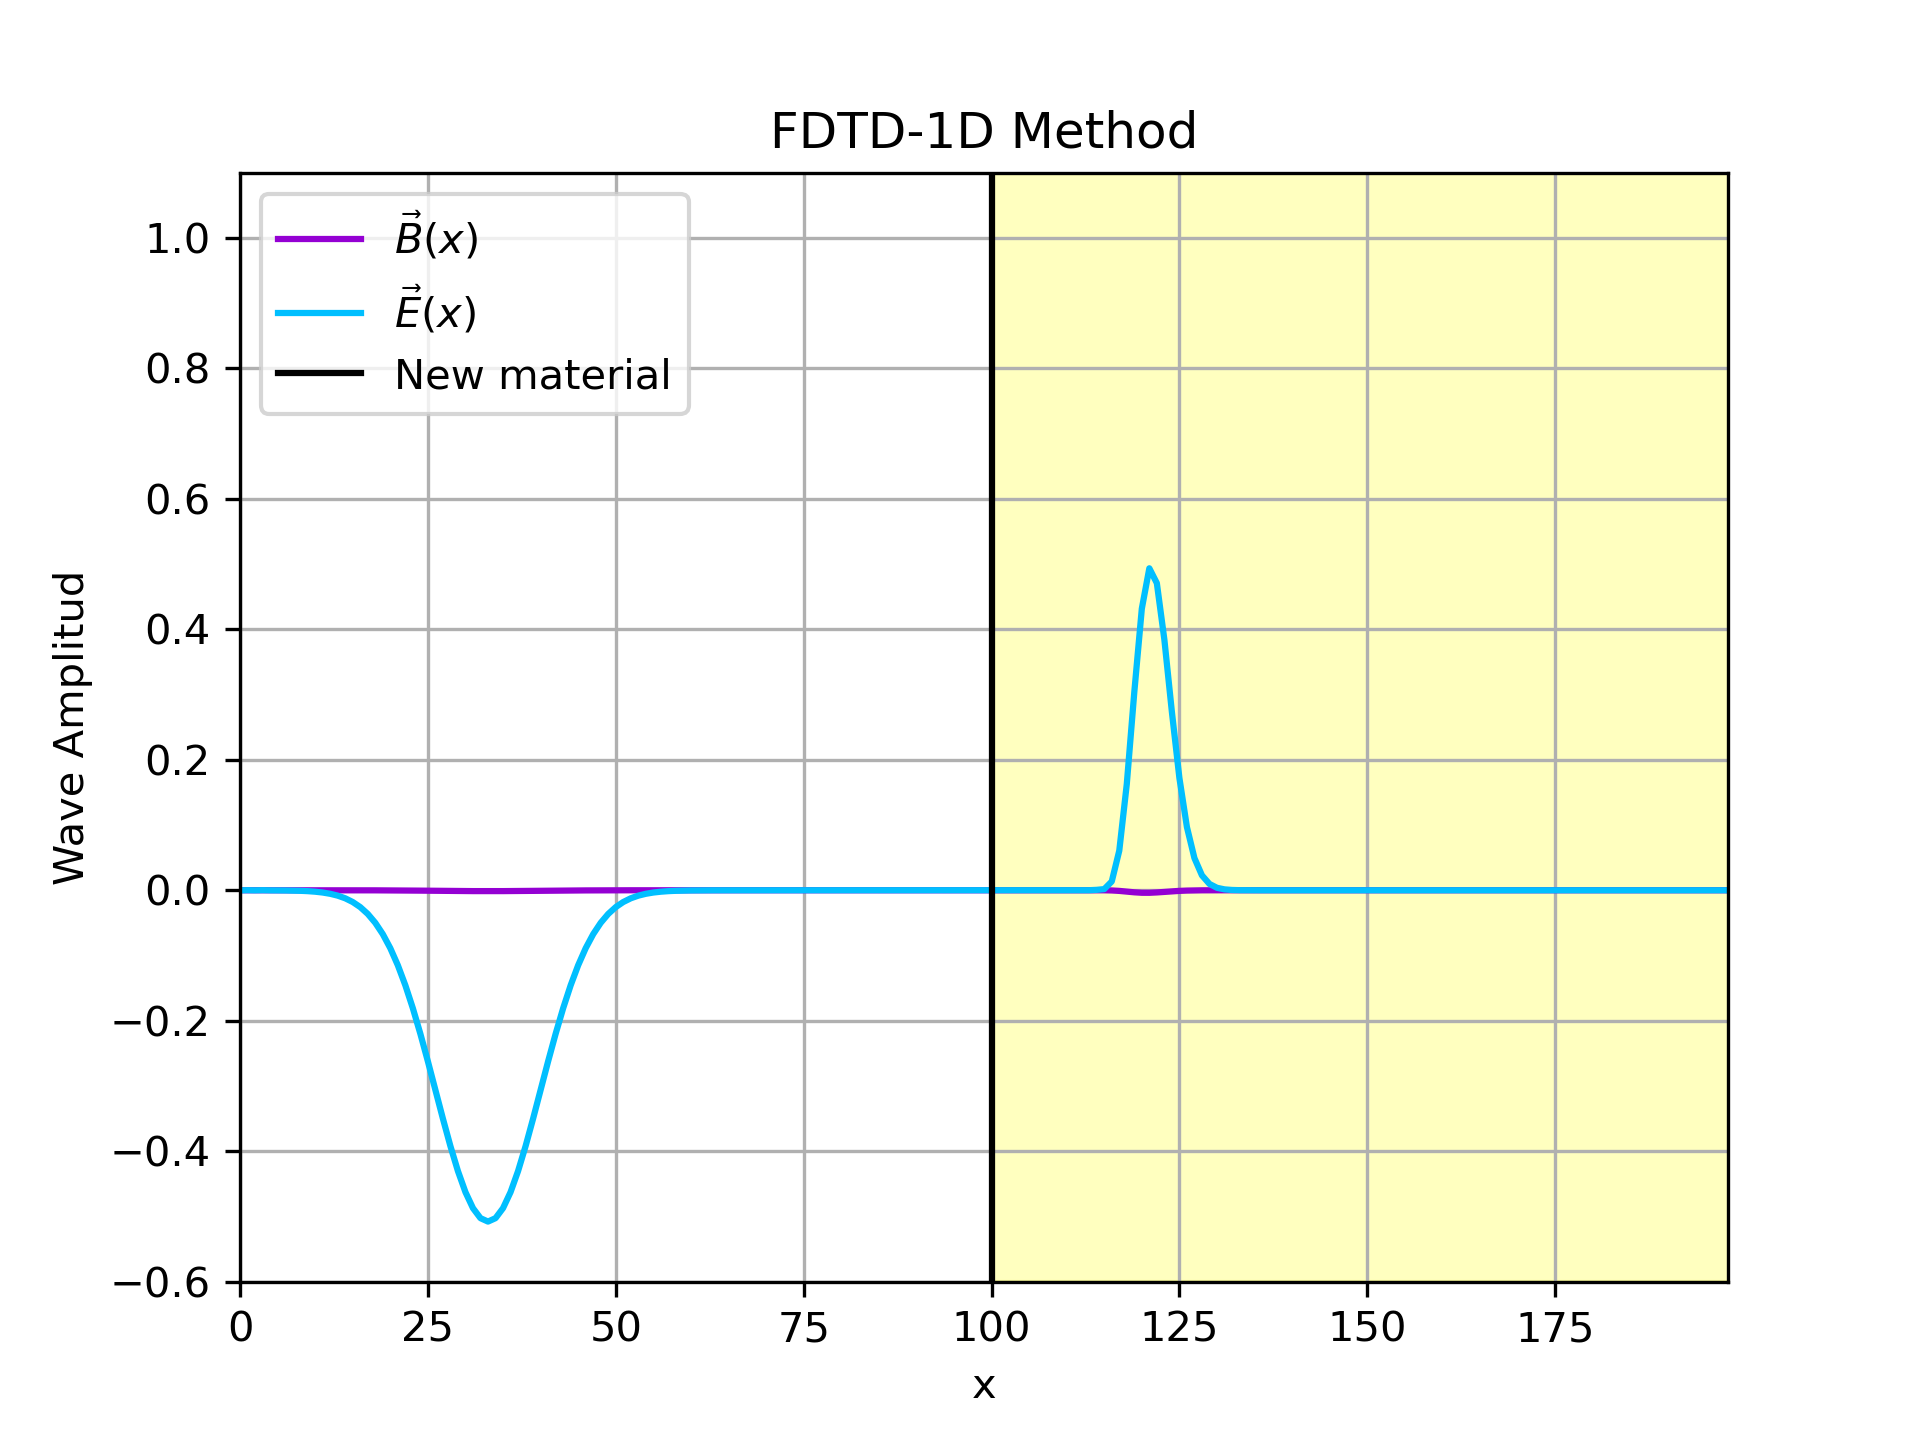 FDTD-1D Method
B⃗(x)
E⃗(x)
New material
Wave Amplitud
1.0
0.8
0.6
0.4
0.2
0.0
−0.2
−0.4
−0.6
0 25 50 75 100 125 150 175
x